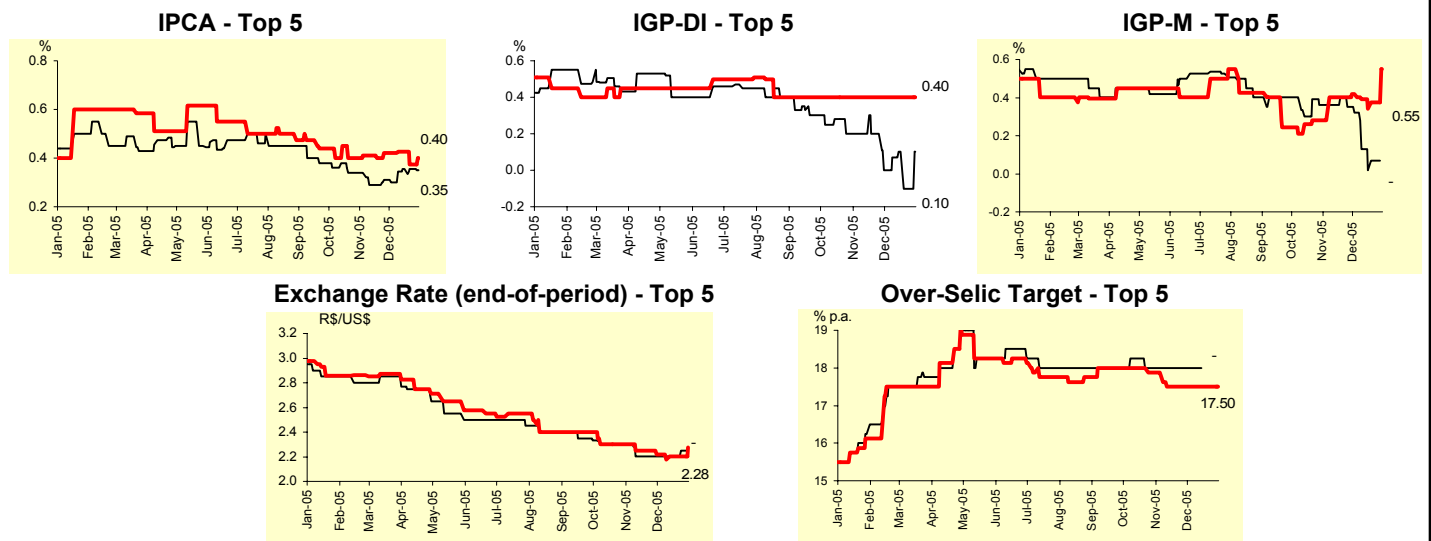 IPCA - Top 5
%
0.8
0.6
0.4
0.2
0.40
0.35
Jan-05
Feb-05
Mar-05
Apr-05
May-05
Jun-05
Jul-05
Aug-05
Sep-05
Oct-05
Nov-05
Dec-05
IGP-DI - Top 5
%
0.6
0.4
0.2
0.0
-0.2
0.40
0.10
Jan-05
Feb-05
Mar-05
Apr-05
May-05
Jun-05
Jul-05
Aug-05
Sep-05
Oct-05
Nov-05
Dec-05
IGP-M - Top 5
%
0.6
0.4
0.2
0.0
-0.2
0.55
-
Jan-05
Feb-05
Mar-05
Apr-05
May-05
Jun-05
Jul-05
Aug-05
Sep-05
Oct-05
Nov-05
Dec-05
Exchange Rate (end-of-period) - Top 5
R$/US$
3.2
3.0
2.8
2.6
2.4
2.2
2.0
-
2.28
Jan-05
Feb-05
Mar-05
Apr-05
May-05
Jun-05
Jul-05
Aug-05
Sep-05
Oct-05
Nov-05
Dec-05
Over-Selic Target - Top 5
% p.a.
19
18
17
16
15
-
17.50
Jan-05
Feb-05
Mar-05
Apr-05
May-05
Jun-05
Jul-05
Aug-05
Sep-05
Oct-05
Nov-05
Dec-05